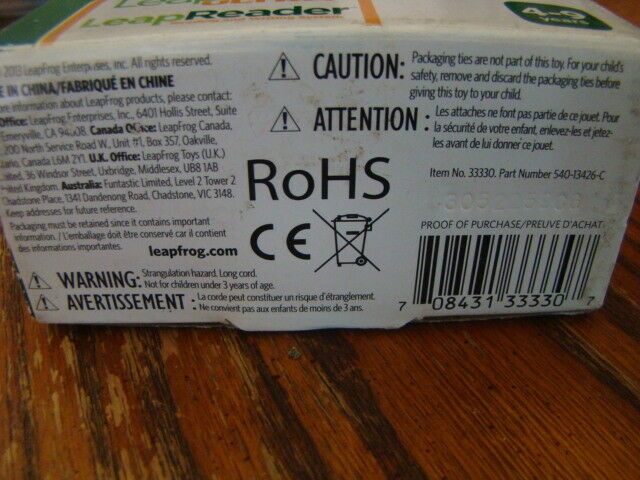 LeapReader
4-9
years
2013 LeapFrog Enterprises, Inc. All rights reserved.
E IN CHINA/FABRIQUÉ EN CHINE
re information about LeapFrog products, please contact:
Office: LeapFrog Enterprises, Inc., 6401 Hollis Street, Suite
Emeryville, CA 94608 Canada Office: LeapFrog Canada,
200 North Service Road W., Unit #1, Box 357, Oakville,
tario, Canada L6M 2Y1 U.K. Office: LeapFrog Toys (U.K.)
mited, 36 Windsor Street, Uxbridge, Middlesex, UB8 1AB
nited Kingdom. Australia: Funtastic Limited, Level 2 Tower 2
Chadstone Place, 1341 Dandenong Road, Chadstone, VIC 3148.
Keep addresses for future reference.
Packaging must be retained since it contains important
information. / L'emballage doit être conservé car il contient
des informations importantes.
leapfrog.com
WARNING: Strangulation hazard. Long cord.
Not for children under 3 years of age.
AVERTISSEMENT : La corde peut constituer un risque d'étranglement.
Ne convient pas aux enfants de moins de 3 ans.
CAUTION: Packaging ties are not part of this toy. For your child's
safety, remove and discard the packaging ties before
giving this toy to your child.
ATTENTION : Les attaches ne font pas partie de ce jouet. Pour
la sécurité de votre enfant, enlevez-les et jetez-
les avant de lui donner ce jouet.
RoHS
CE
Item No. 33330. Part Number 540-13426-C
PROOF OF PURCHASE/PREUVE D'ACHAT
7 08431 33330 7